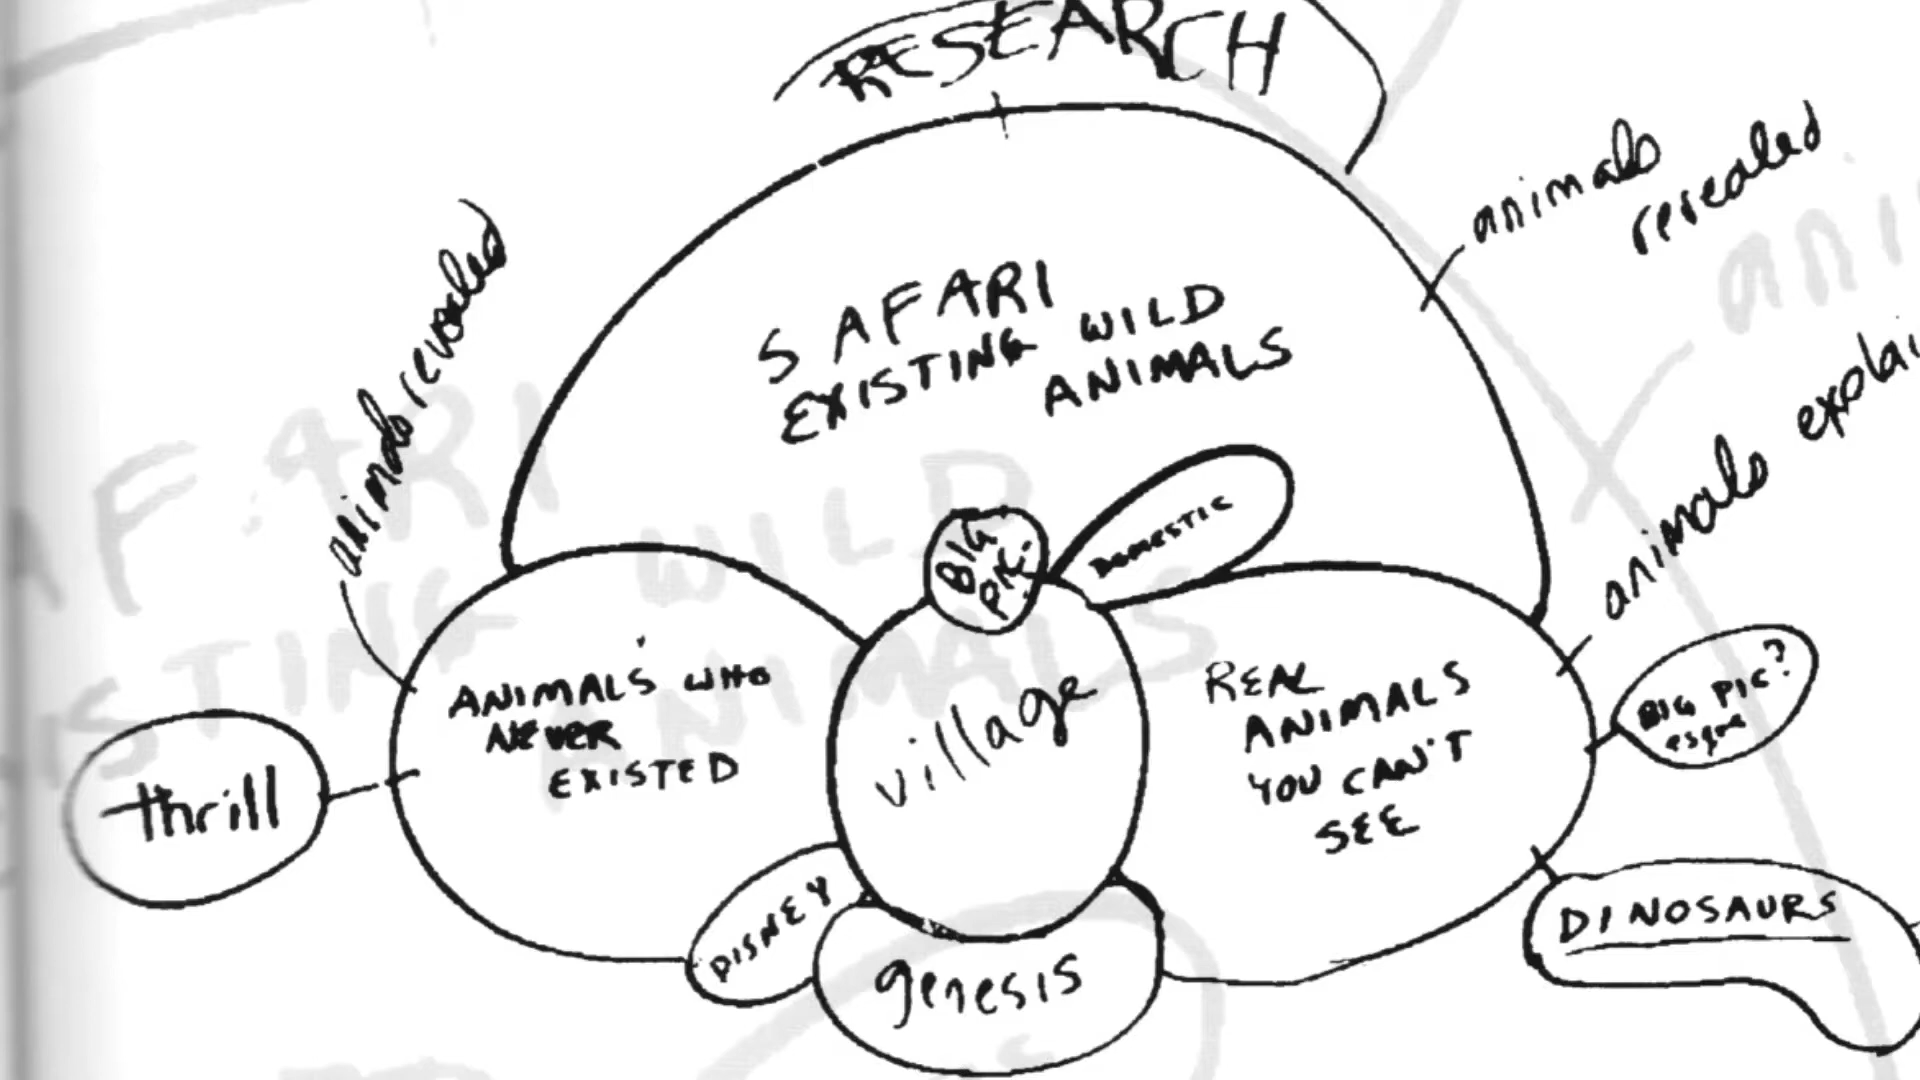 RESEARCH
animals
revealed
animals revealed
SAFARI
EXISTING WILD
ANIMALS
animals explai
BIG
PIC.
DOMESTIC
ANIMALS WHO
NEVER
EXISTED
village
REAL
ANIMALS
YOU CAN'T
SEE
BIG PIC?
esque
thrill
DISNEY
genesis
DINOSAURS